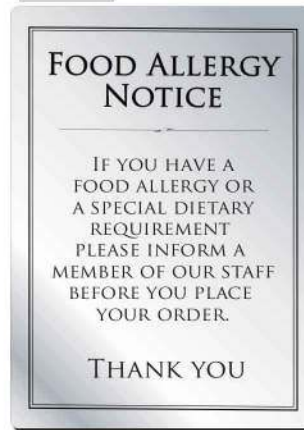 FOOD ALLERGY
NOTICE
IF YOU HAVE A
FOOD ALLERGY OR
A SPECIAL DIETARY
REQUIREMENT
PLEASE INFORM A
MEMBER OF OUR STAFF
BEFORE YOU PLACE
YOUR ORDER.
THANK YOU